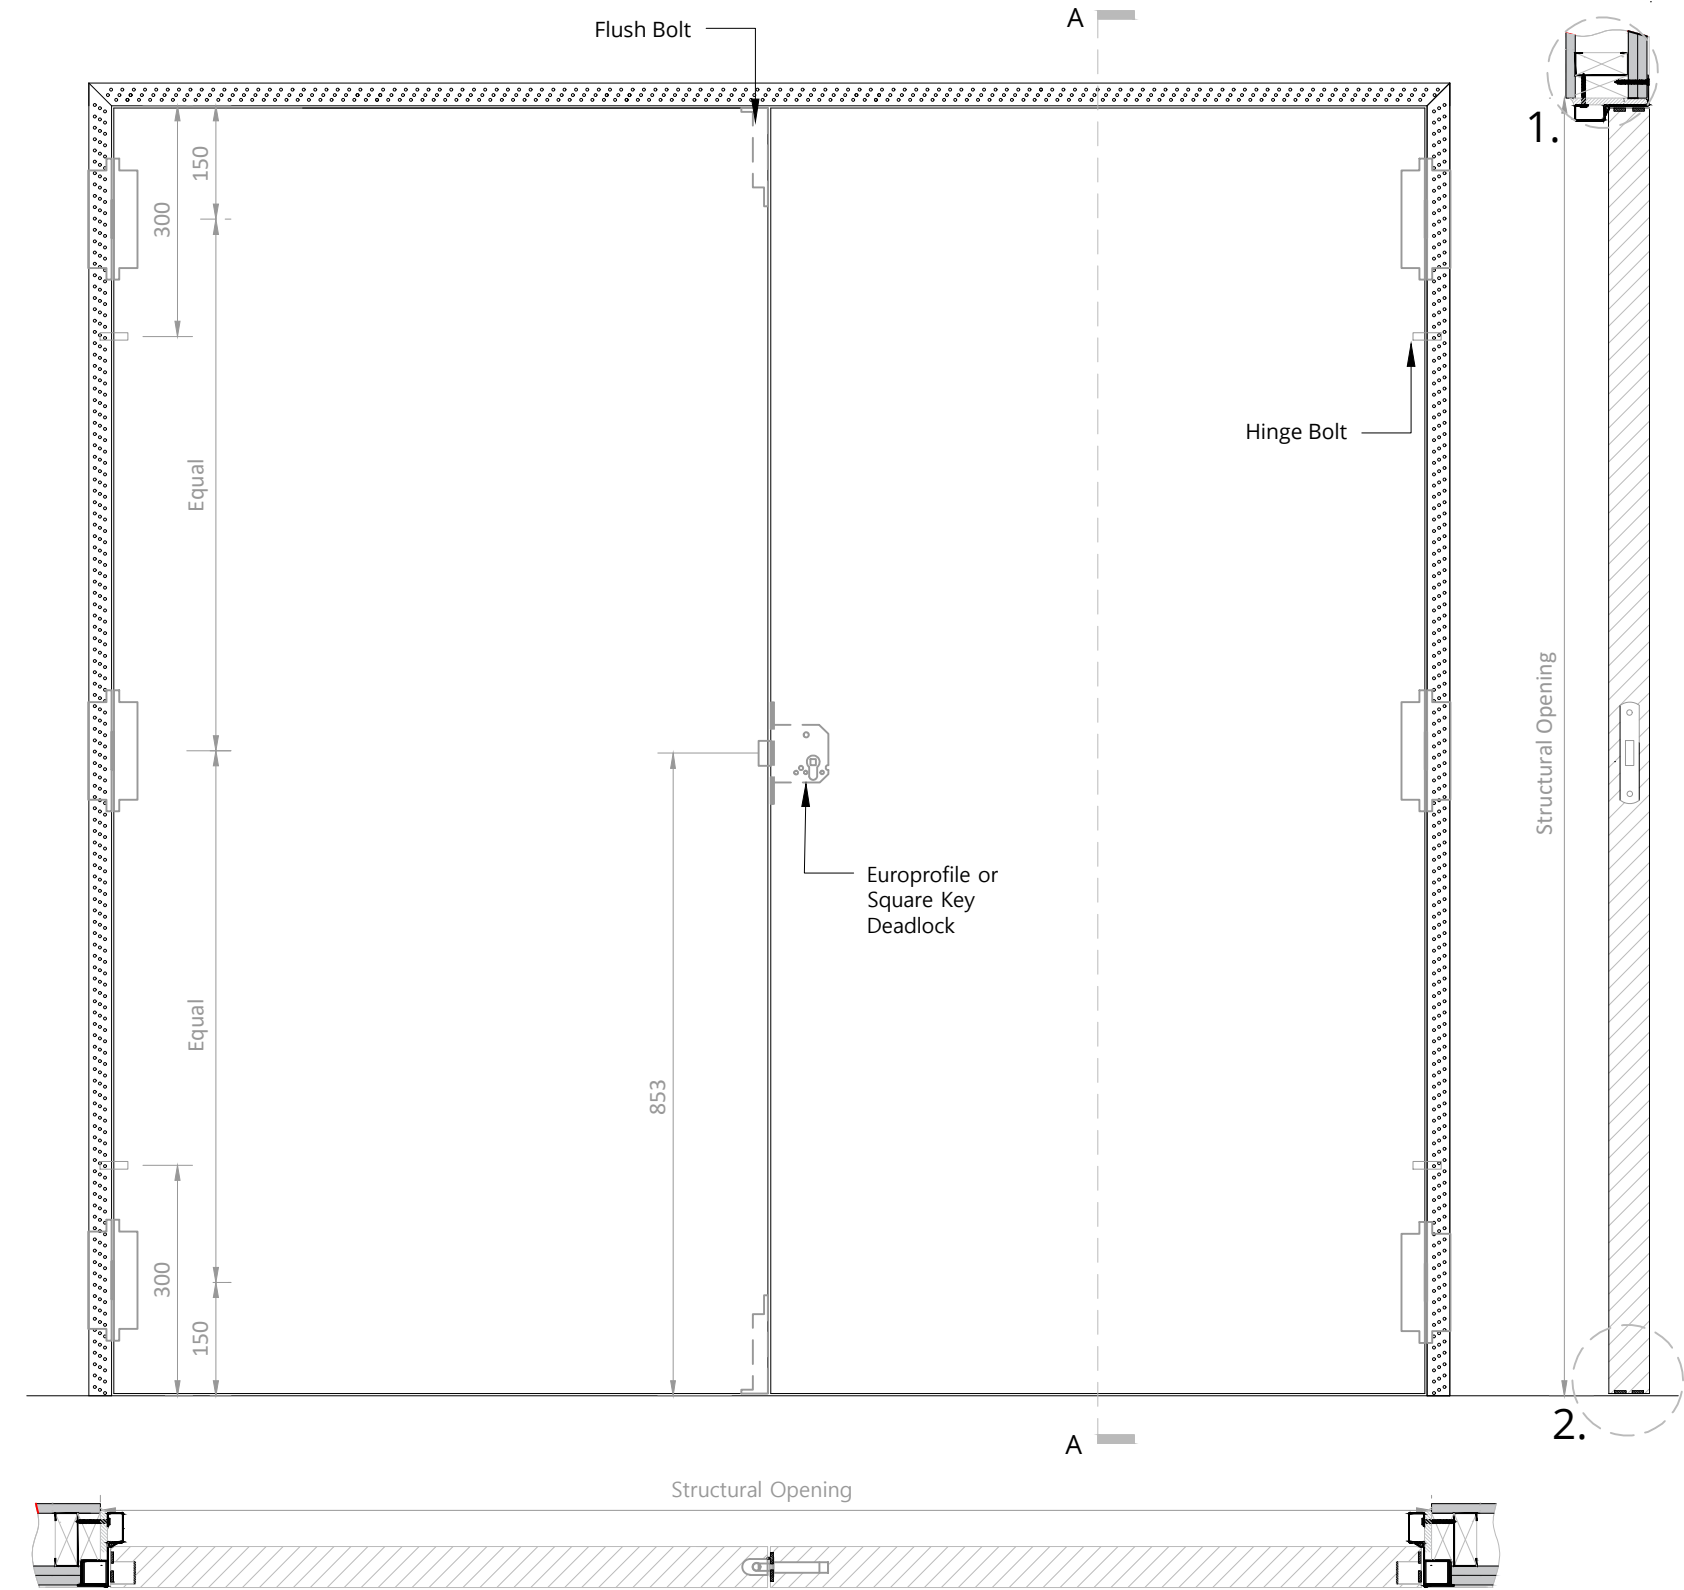 A
Flush Bolt
1.
150
300
Equal
Hinge Bolt
Structural Opening
Europrofile or
Square Key
Deadlock
Equal
853
300
150
2.
A
Structural Opening